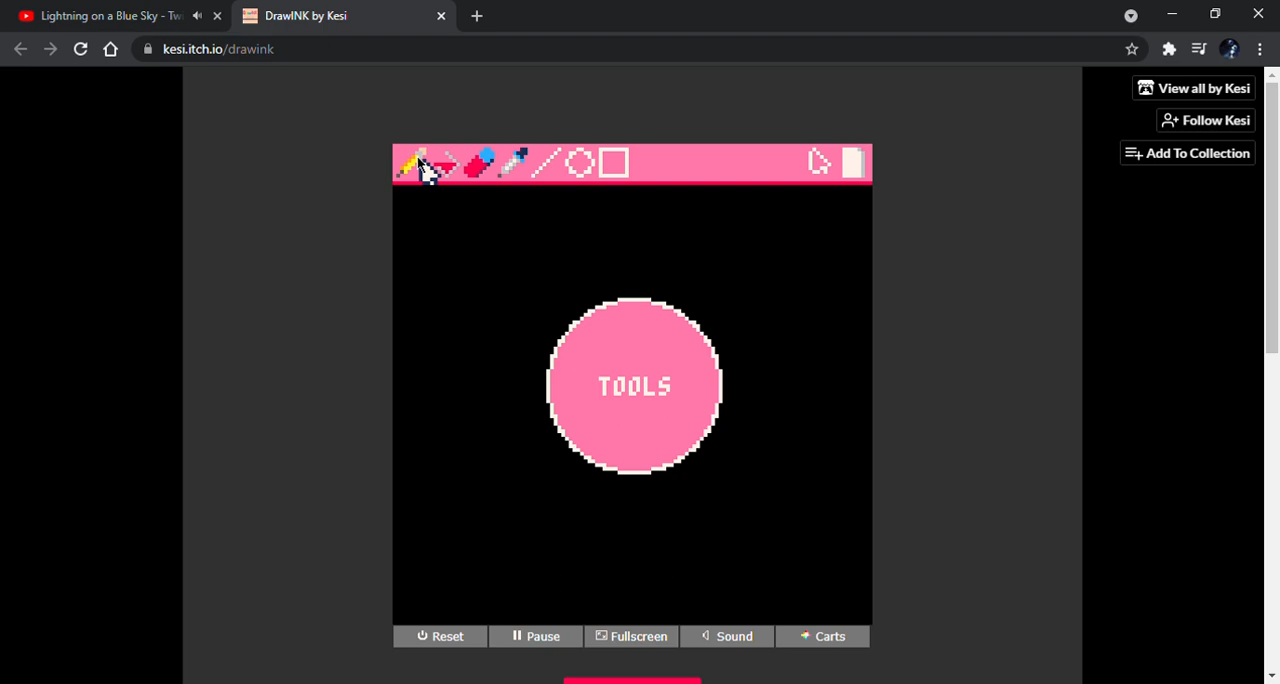 Lightning on a Blue Sky - Tw
DrawINK by Kesi
kesi.itch.io/drawink
View all by Kesi
Follow Kesi
Add To Collection
TOOLS
Reset
Pause
Fullscreen
Sound
Carts